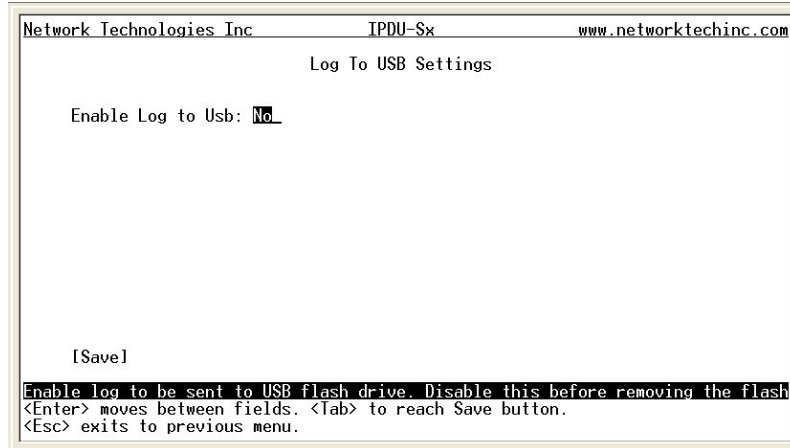 Network Technologies Inc IPDU-Sx www.networktechinc.com
Log To USB Settings
Enable Log to Usb: No
[Save]
Enable log to be sent to USB flash drive. Disable this before removing the flash
<Enter> moves between fields. <Tab> to reach Save button.
<Esc> exits to previous menu.